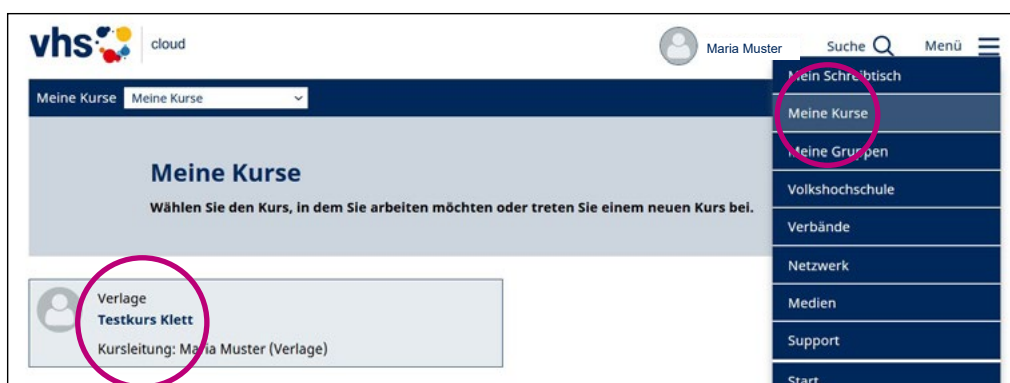 vhs cloud
Maria Muster Suche Menü
Meine Kurse Meine Kurse
Meine Kurse
Wählen Sie den Kurs, in dem Sie arbeiten möchten oder treten Sie einem neuen Kurs bei.
Verlage
Testkurs Klett
Kursleitung: Maria Muster (Verlage)
Mein Schreibtisch
Meine Kurse
Meine Gruppen
Volkshochschule
Verbände
Netzwerk
Medien
Support
Start